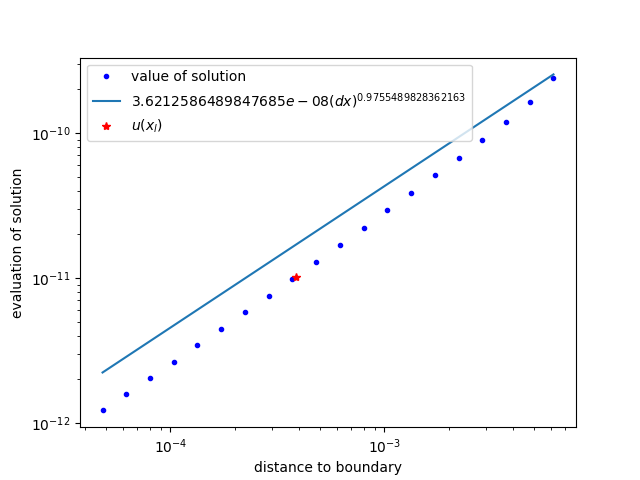 value of solution
3.6212586489847685e − 08(dx)^0.9755489828362163
u(x_l)
10^−10
10^−11
10^−12
evaluation of solution
10^−4
10^−3
distance to boundary